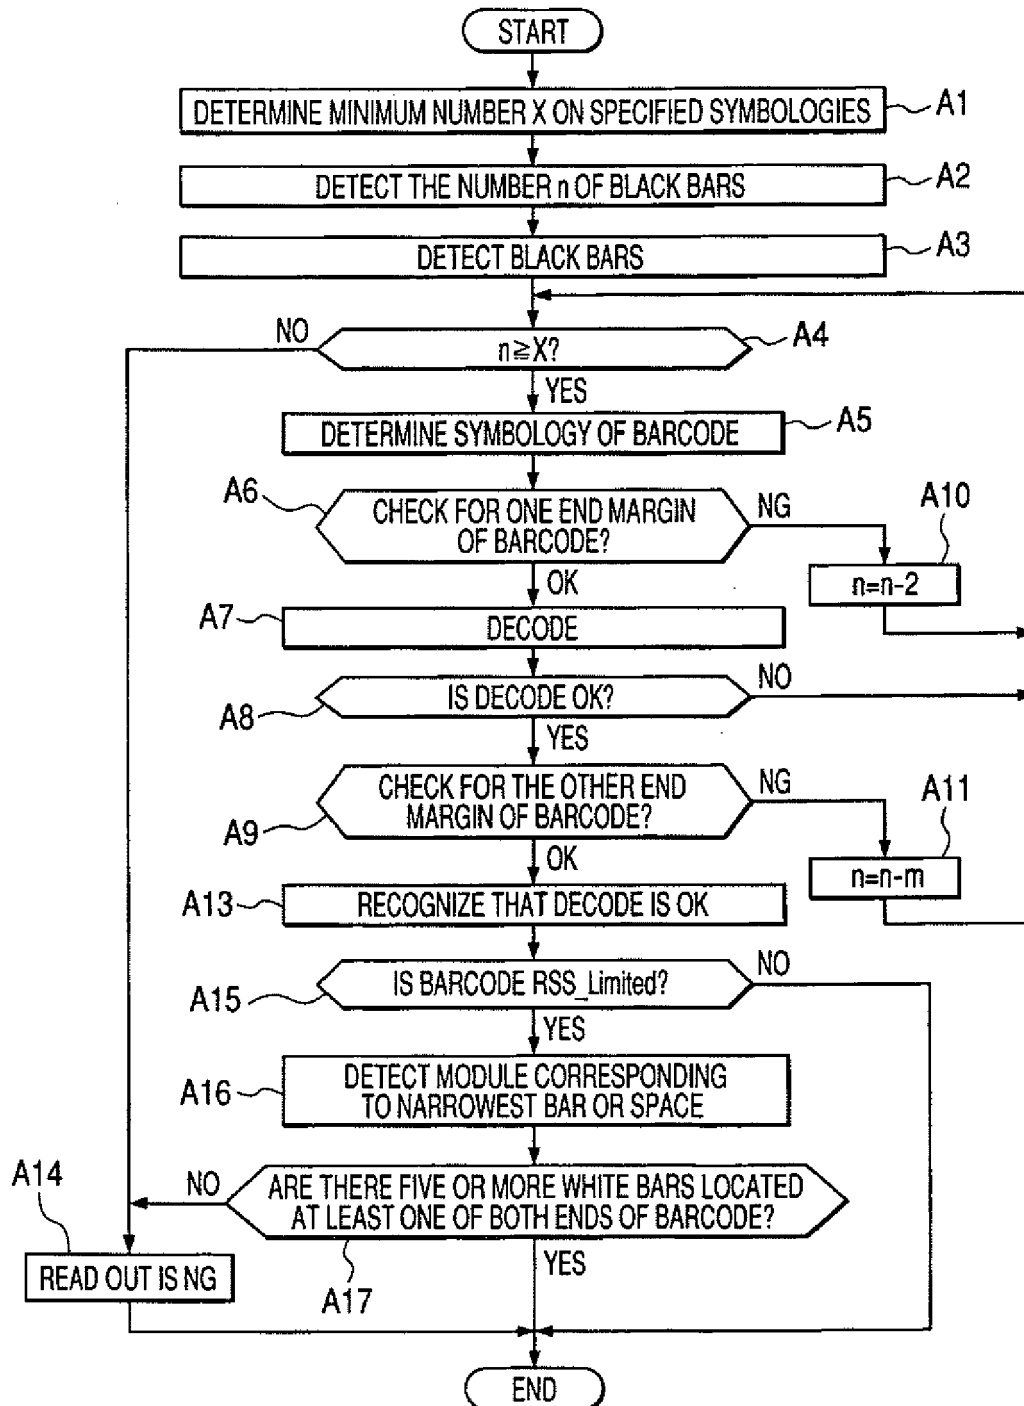 START
DETERMINE MINIMUM NUMBER X ON SPECIFIED SYMBOLOGIES
A1
DETECT THE NUMBER n OF BLACK BARS
A2
DETECT BLACK BARS
A3
NO
n≧X?
A4
YES
DETERMINE SYMBOLOGY OF BARCODE
A5
A6
CHECK FOR ONE END MARGIN
OF BARCODE?
NG
A10
n=n-2
OK
A7
DECODE
IS DECODE OK?
NO
A8
YES
CHECK FOR THE OTHER END
MARGIN OF BARCODE?
NG
A9
A11
n=n-m
OK
A13
RECOGNIZE THAT DECODE IS OK
IS BARCODE RSS_Limited?
NO
A15
YES
DETECT MODULE CORRESPONDING
TO NARROWEST BAR OR SPACE
A16
A14
NO
ARE THERE FIVE OR MORE WHITE BARS LOCATED
AT LEAST ONE OF BOTH ENDS OF BARCODE?
READ OUT IS NG
A17
YES
END